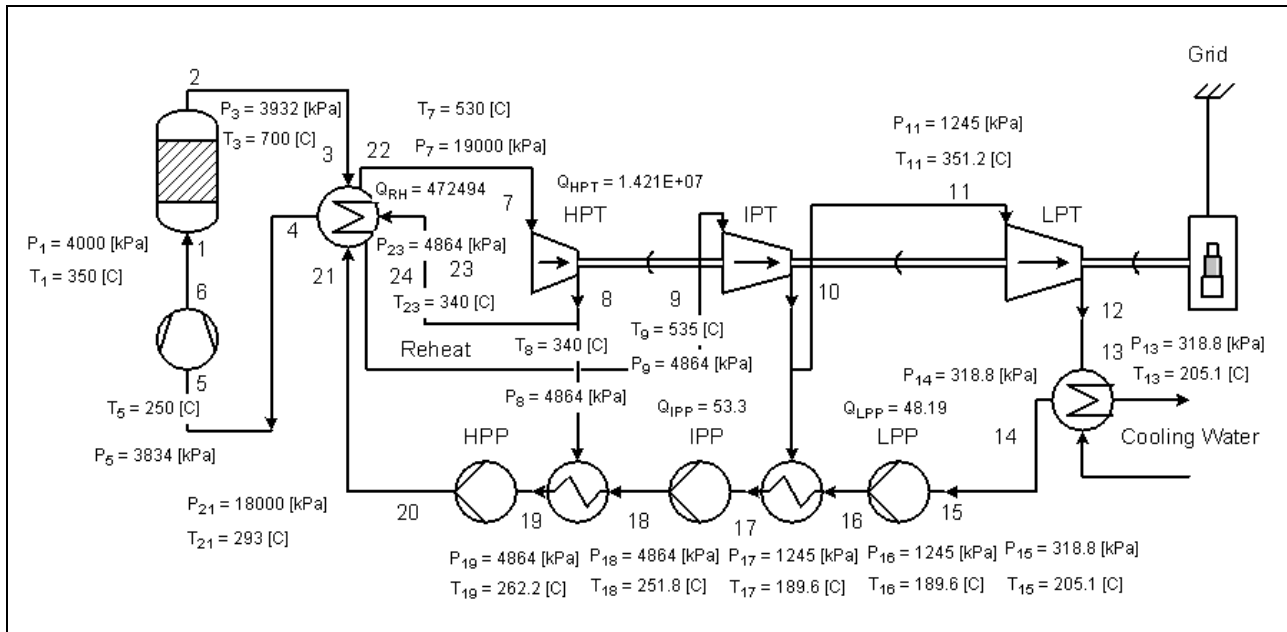 Grid
2
P3 = 3932 [kPa]
T3 = 700 [C]
3
22
T7 = 530 [C]
P7 = 19000 [kPa]
P11 = 1245 [kPa]
T11 = 351.2 [C]
11
QRH = 472494
7
QHPT = 1.421E+07
HPT
IPT
LPT
P1 = 4000 [kPa]
T1 = 350 [C]
1
4
21
P23 = 4864 [kPa]
24
23
T23 = 340 [C]
6
8
9
10
12
Reheat
T8 = 340 [C]
T9 = 535 [C]
P9 = 4864 [kPa]
13
P13 = 318.8 [kPa]
T13 = 205.1 [C]
5
T5 = 250 [C]
P5 = 3834 [kPa]
P8 = 4864 [kPa]
P14 = 318.8 [kPa]
QIPP = 53.3
QLPP = 48.19
14
Cooling Water
HPP
IPP
LPP
P21 = 18000 [kPa]
T21 = 293 [C]
20
19
18
17
16
15
P19 = 4864 [kPa]
T19 = 262.2 [C]
P18 = 4864 [kPa]
T18 = 251.8 [C]
P17 = 1245 [kPa]
T17 = 189.6 [C]
P16 = 1245 [kPa]
T16 = 189.6 [C]
P15 = 318.8 [kPa]
T15 = 205.1 [C]